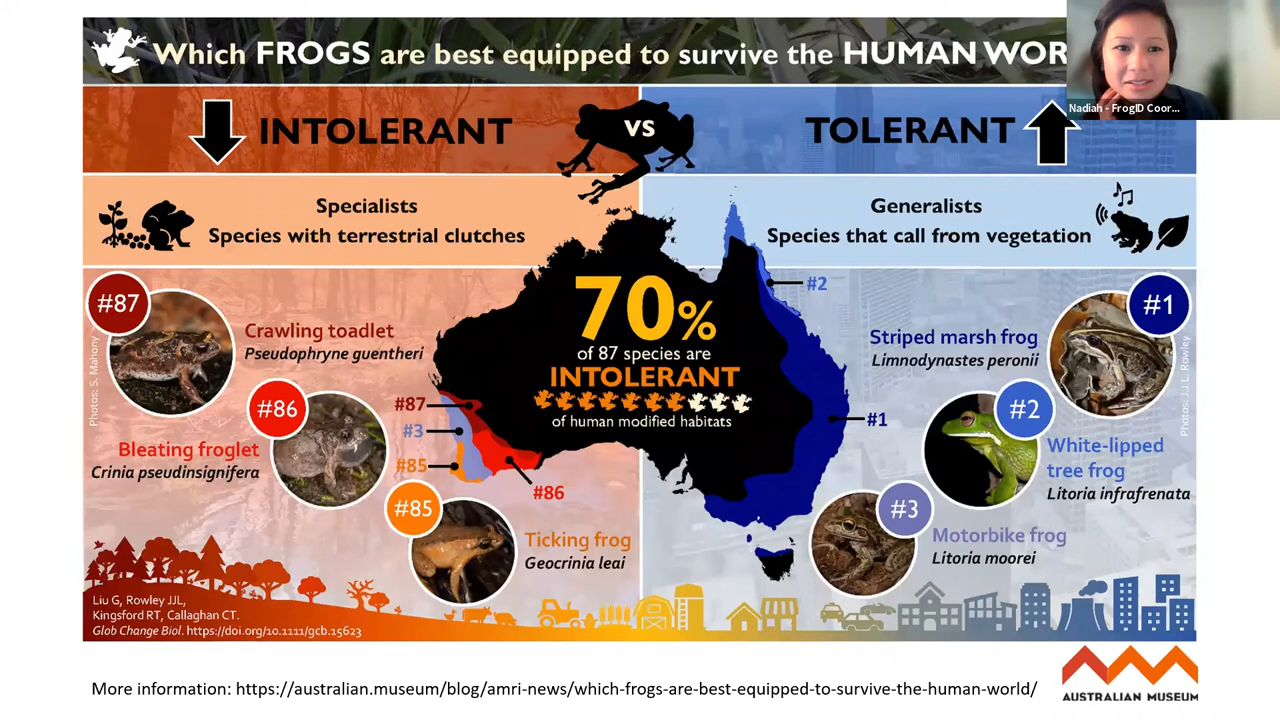 Which FROGS are best equipped to survive the HUMAN WOR
Nadiah - FrogID Coor...
INTOLERANT
VS
TOLERANT
Specialists
Species with terrestrial clutches
Generalists
Species that call from vegetation
#87
Crawling toadlet
Pseudophryne guentheri
Photos: S. Mahony
#86
Bleating froglet
Crinia pseudinsignifera
#85
Ticking frog
Geocrinia leai
70%
of 87 species are
INTOLERANT
of human modified habitats
#87
#3
#85
#86
#2
#1
#1
Striped marsh frog
Limnodynastes peronii
Photos: J.J.L. Rowley
#2
White-lipped
tree frog
Litoria infrafrenata
#3
Motorbike frog
Litoria moorei
Liu G, Rowley JJL,
Kingsford RT, Callaghan CT.
Glob Change Biol. https://doi.org/10.1111/gcb.15623
More information: https://australian.museum/blog/amri-news/which-frogs-are-best-equipped-to-survive-the-human-world/
AUSTRALIAN MUSEUM